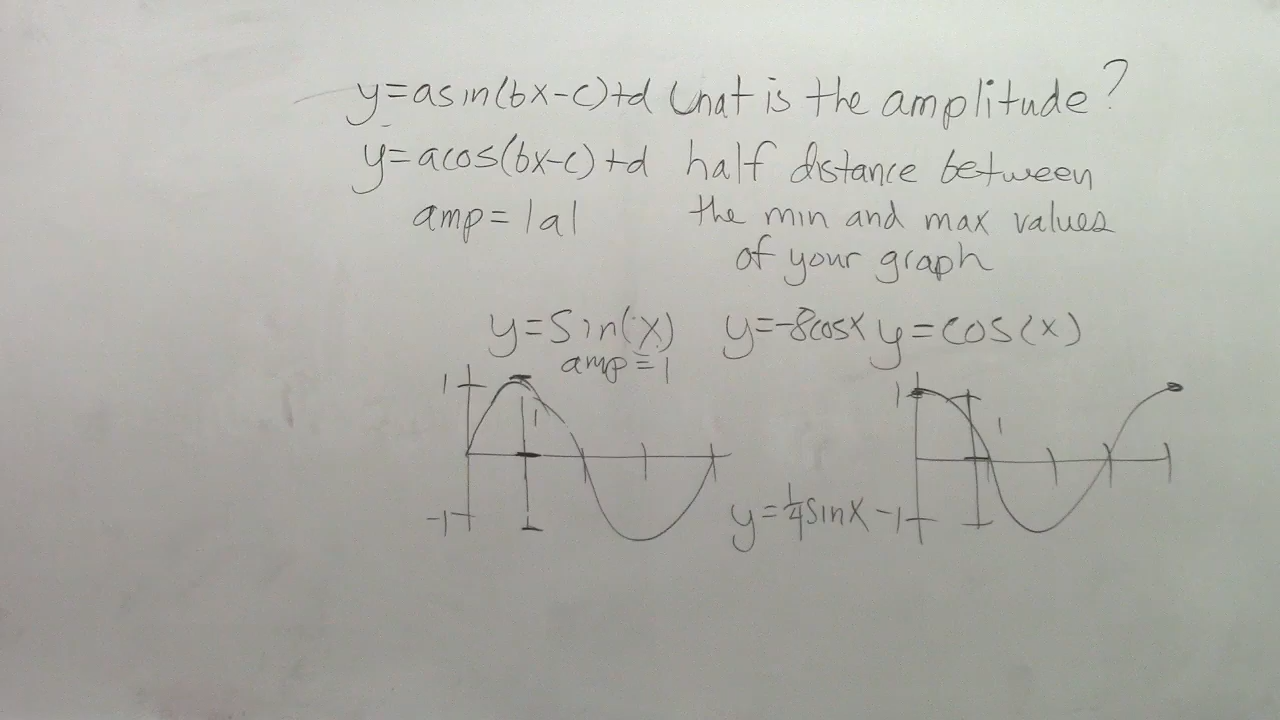 y=asin(bx-c)+d What is the amplitude?
y=acos(bx-c)+d half distance between
amp=|a| the min and max values
of your graph
y=Sin(x) y=-8cosx y=cos(x)
amp=1
1
1
-1
1
1
y=1/4sinx -1